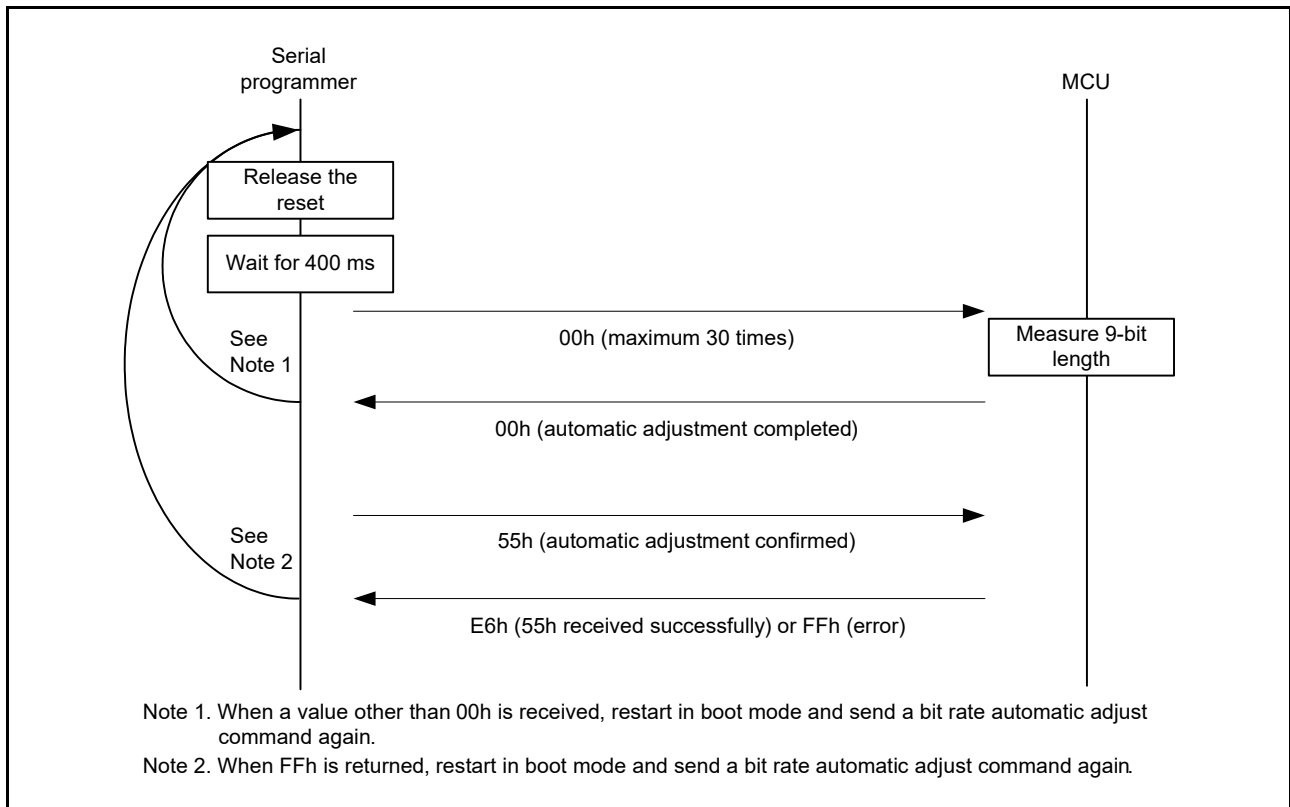 Serial
programmer
MCU
Release the
reset
Wait for 400 ms
See
Note 1
00h (maximum 30 times)
Measure 9-bit
length
00h (automatic adjustment completed)
See
Note 2
55h (automatic adjustment confirmed)
E6h (55h received successfully) or FFh (error)
Note 1. When a value other than 00h is received, restart in boot mode and send a bit rate automatic adjust
command again.
Note 2. When FFh is returned, restart in boot mode and send a bit rate automatic adjust command again.